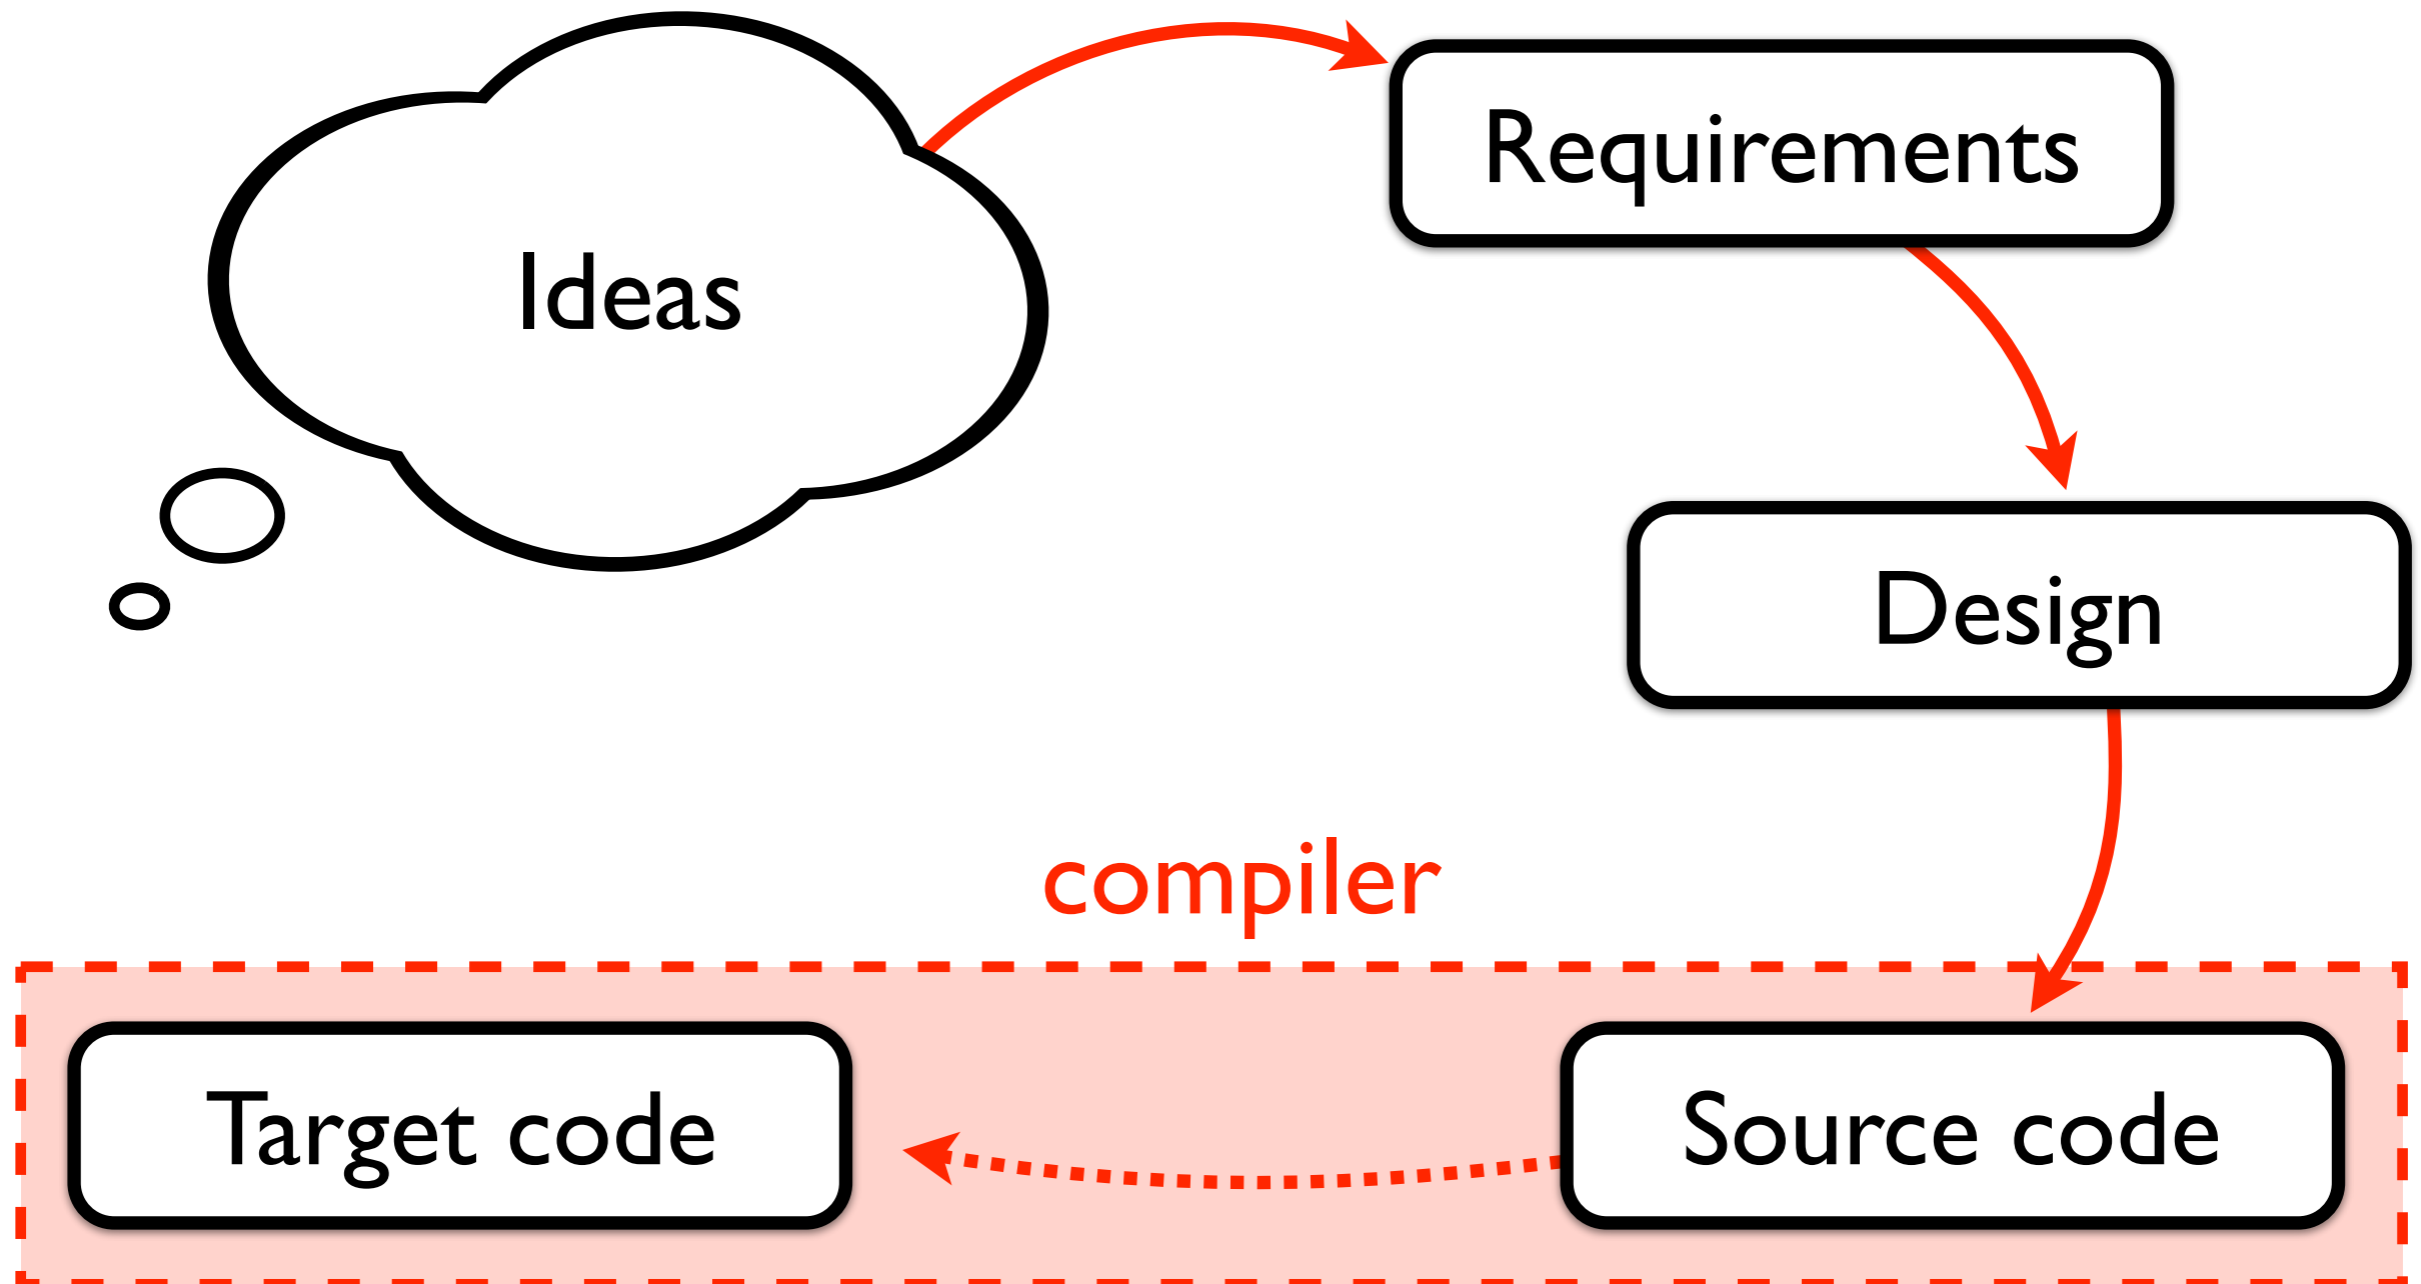 Ideas
Requirements
Design
compiler
Target code
Source code